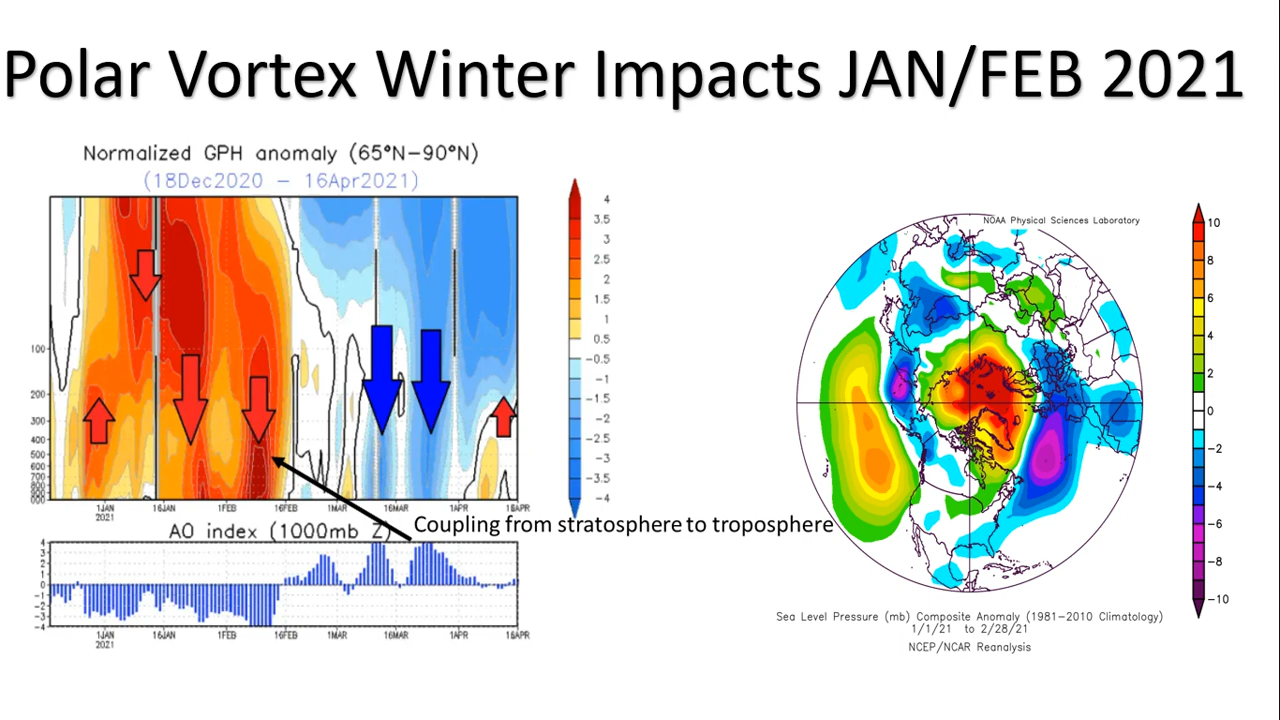 Polar Vortex Winter Impacts JAN/FEB 2021
Normalized GPH anomaly (65°N-90°N)
(18Dec2020 - 16Apr2021)
4
3.5
3
2.5
2
1.5
1
0.5
-0.5
-1
-1.5
-2
-2.5
-3
-3.5
-4
100
200
300
400
500
600
700
800
1JAN
2021
16JAN
1FEB
16FEB
1MAR
16MAR
1APR
Coupling from stratosphere to troposphere
AO index (1000mb Z)
4
3
2
1
0
-1
-2
-3
-4
1JAN
2021
16JAN
1FEB
16FEB
1MAR
16MAR
1APR
NOAA Physical Sciences Laboratory
10
8
6
4
2
0
-2
-4
-6
-8
-10
Sea Level Pressure (mb) Composite Anomaly (1981-2010 Climatology)
1/1/21 to 2/28/21
NCEP/NCAR Reanalysis